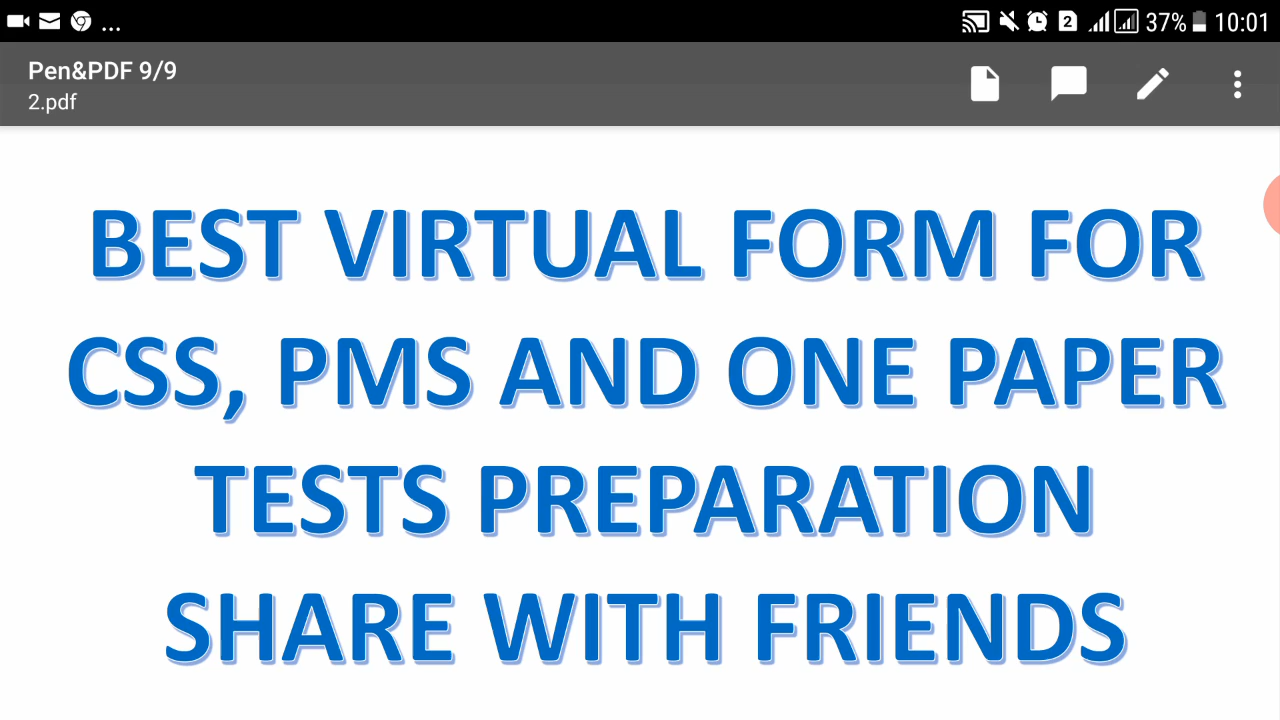 ... 2 37% 10:01
Pen&PDF 9/9
2.pdf
BEST VIRTUAL FORM FOR
CSS, PMS AND ONE PAPER
TESTS PREPARATION
SHARE WITH FRIENDS